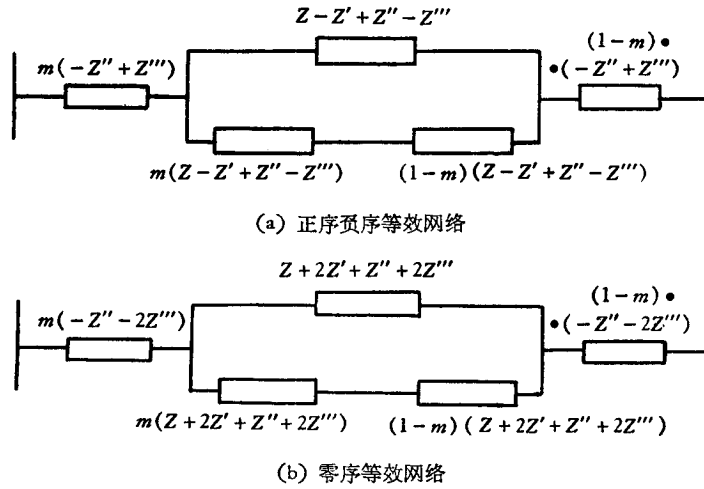 Z－Z′＋Z″－Z‴
(1－m)•
m(－Z″＋Z‴)
•(－Z″＋Z‴)
m(Z－Z′＋Z″－Z‴)
(1－m)(Z－Z′＋Z″－Z‴)
(a) 正序负序等效网络
Z＋2Z′＋Z″＋2Z‴
(1－m)•
m(－Z″－2Z‴)
•(－Z″－2Z‴)
m(Z＋2Z′＋Z″＋2Z‴)
(1－m)(Z＋2Z′＋Z″＋2Z‴)
(b) 零序等效网络